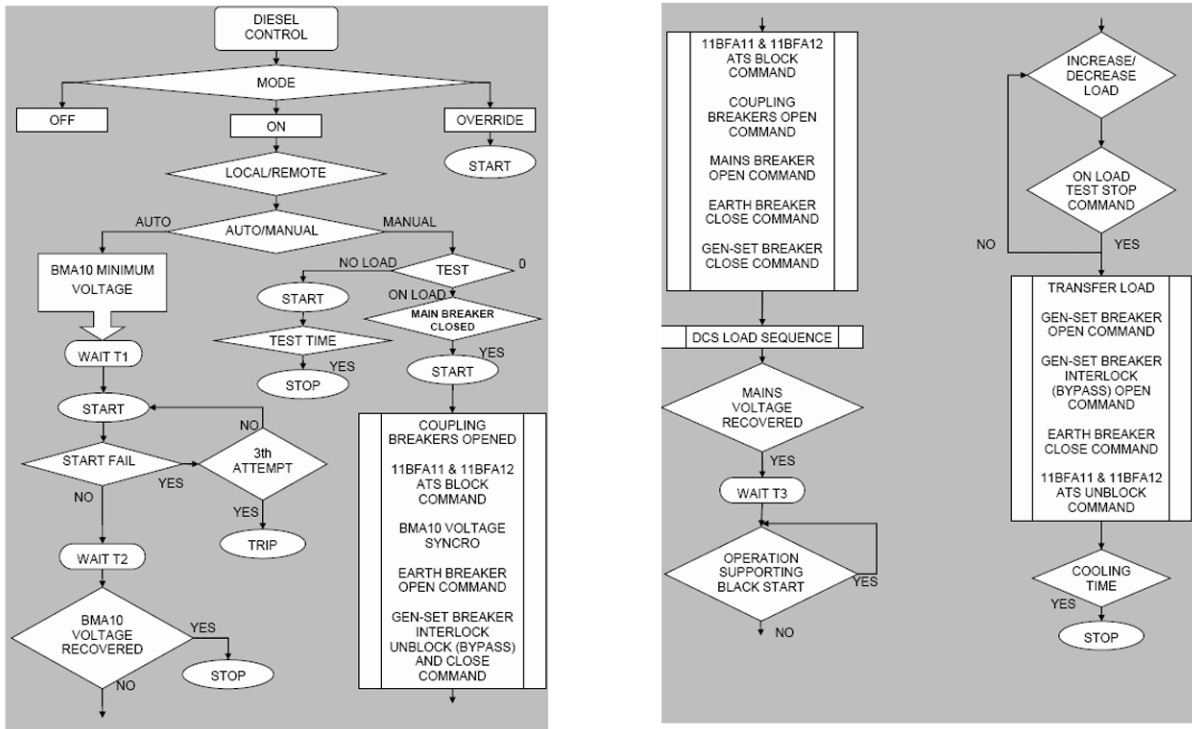 DIESEL
CONTROL
MODE
OFF
ON
OVERRIDE
START
LOCAL/REMOTE
AUTO
AUTO/MANUAL
MANUAL
BMA10 MINIMUM
VOLTAGE
NO LOAD
TEST
0
START
ON LOAD
MAIN BREAKER
CLOSED
TEST TIME
YES
YES
STOP
START
WAIT T1
START
NO
START FAIL
YES
3th
ATTEMPT
NO
YES
TRIP
WAIT T2
BMA10
VOLTAGE
RECOVERED
YES
STOP
NO
COUPLING
BREAKERS OPENED
11BFA11 & 11BFA12
ATS BLOCK
COMMAND
BMA10 VOLTAGE
SYNCRO
EARTH BREAKER
OPEN COMMAND
GEN-SET BREAKER
INTERLOCK
UNBLOCK (BYPASS)
AND CLOSE
COMMAND
11BFA11 & 11BFA12
ATS BLOCK
COMMAND
COUPLING
BREAKERS OPEN
COMMAND
MAINS BREAKER
OPEN COMMAND
EARTH BREAKER
CLOSE COMMAND
GEN-SET BREAKER
CLOSE COMMAND
DCS LOAD SEQUENCE
MAINS
VOLTAGE
RECOVERED
YES
WAIT T3
OPERATION
SUPPORTING
BLACK START
YES
NO
INCREASE/
DECREASE
LOAD
ON LOAD
TEST STOP
COMMAND
NO
YES
TRANSFER LOAD
GEN-SET BREAKER
OPEN COMMAND
GEN-SET BREAKER
INTERLOCK
(BYPASS) OPEN
COMMAND
EARTH BREAKER
CLOSE COMMAND
11BFA11 & 11BFA12
ATS UNBLOCK
COMMAND
COOLING
TIME
YES
STOP